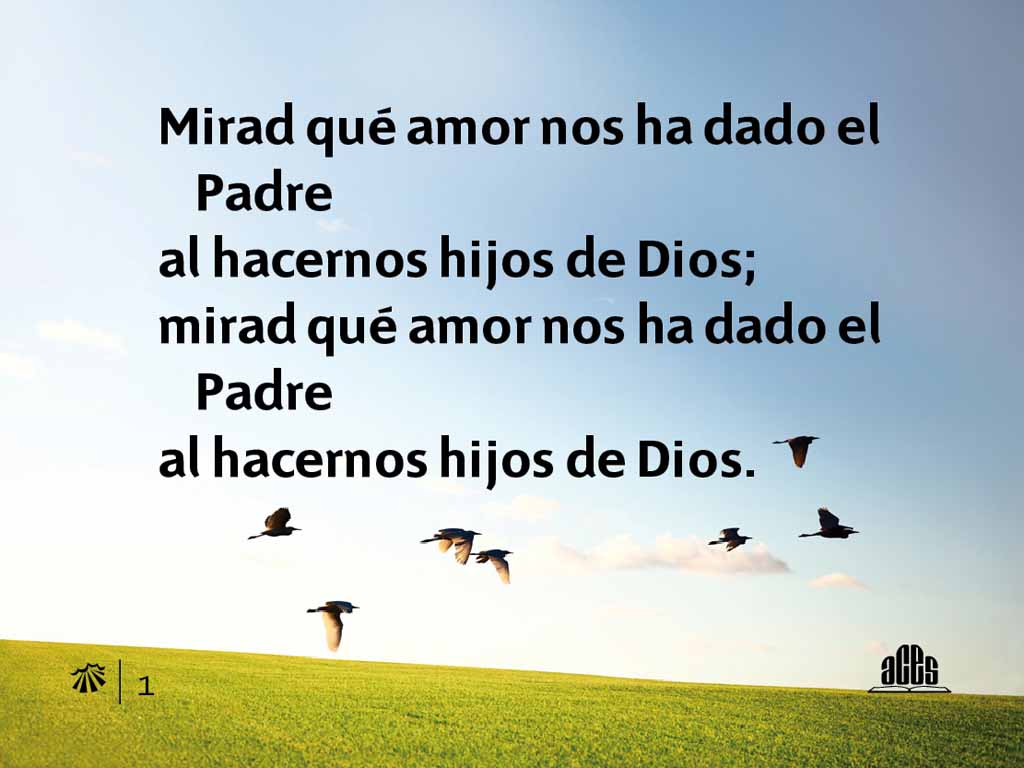 Mirad qué amor nos ha dado el
Padre
al hacernos hijos de Dios;
mirad qué amor nos ha dado el
Padre
al hacernos hijos de Dios.
1
aces